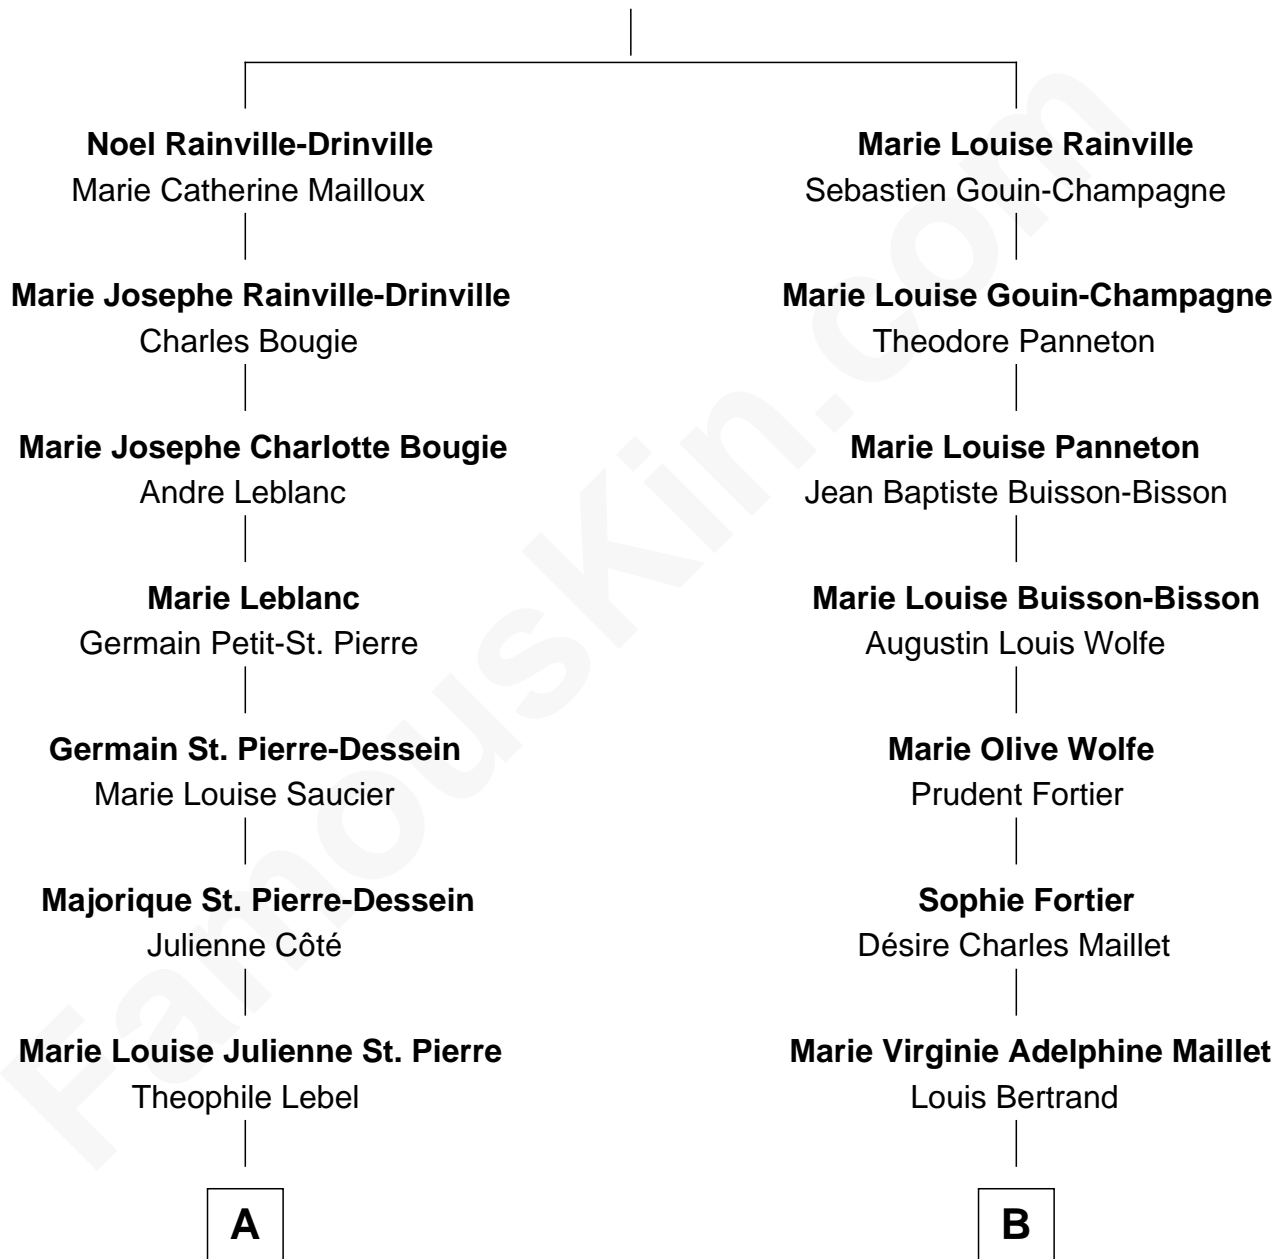 Noel Rainville-Drinville
Marie Catherine Mailloux
Marie Josephe Rainville-Drinville
Charles Bougie
Marie Josephe Charlotte Bougie
Andre Leblanc
Marie Leblanc
Germain Petit-St. Pierre
Germain St. Pierre-Dessein
Marie Louise Saucier
Majorique St. Pierre-Dessein
Julienne Côté
Marie Louise Julienne St. Pierre
Theophile Lebel
A
Marie Louise Rainville
Sebastien Gouin-Champagne
Marie Louise Gouin-Champagne
Theodore Panneton
Marie Louise Panneton
Jean Baptiste Buisson-Bisson
Marie Louise Buisson-Bisson
Augustin Louis Wolfe
Marie Olive Wolfe
Prudent Fortier
Sophie Fortier
Désire Charles Maillet
Marie Virginie Adelphine Maillet
Louis Bertrand
B
FamousKin.com